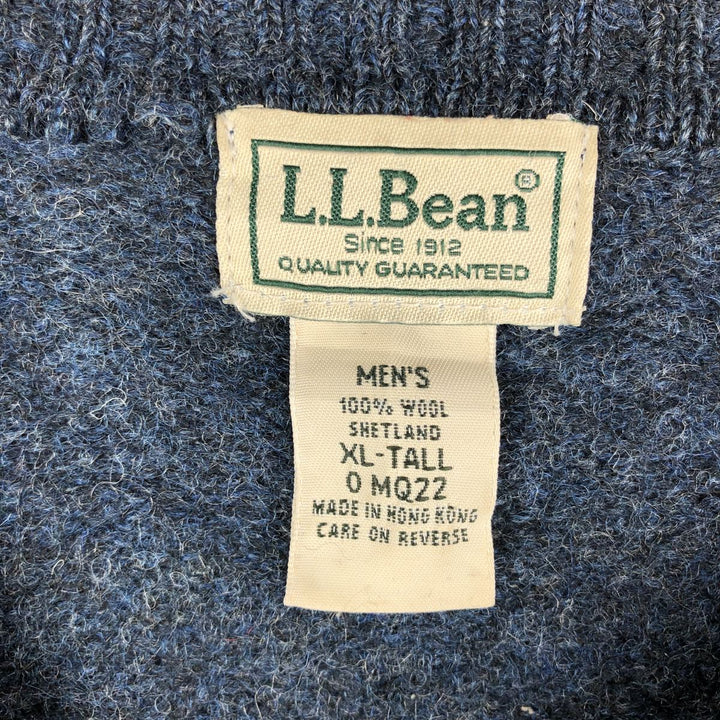 L.L.Bean®
Since 1912
QUALITY GUARANTEED
MEN'S
100% WOOL
SHETLAND
XL-TALL
0 MQ22
MADE IN HONG KONG
CARE ON REVERSE